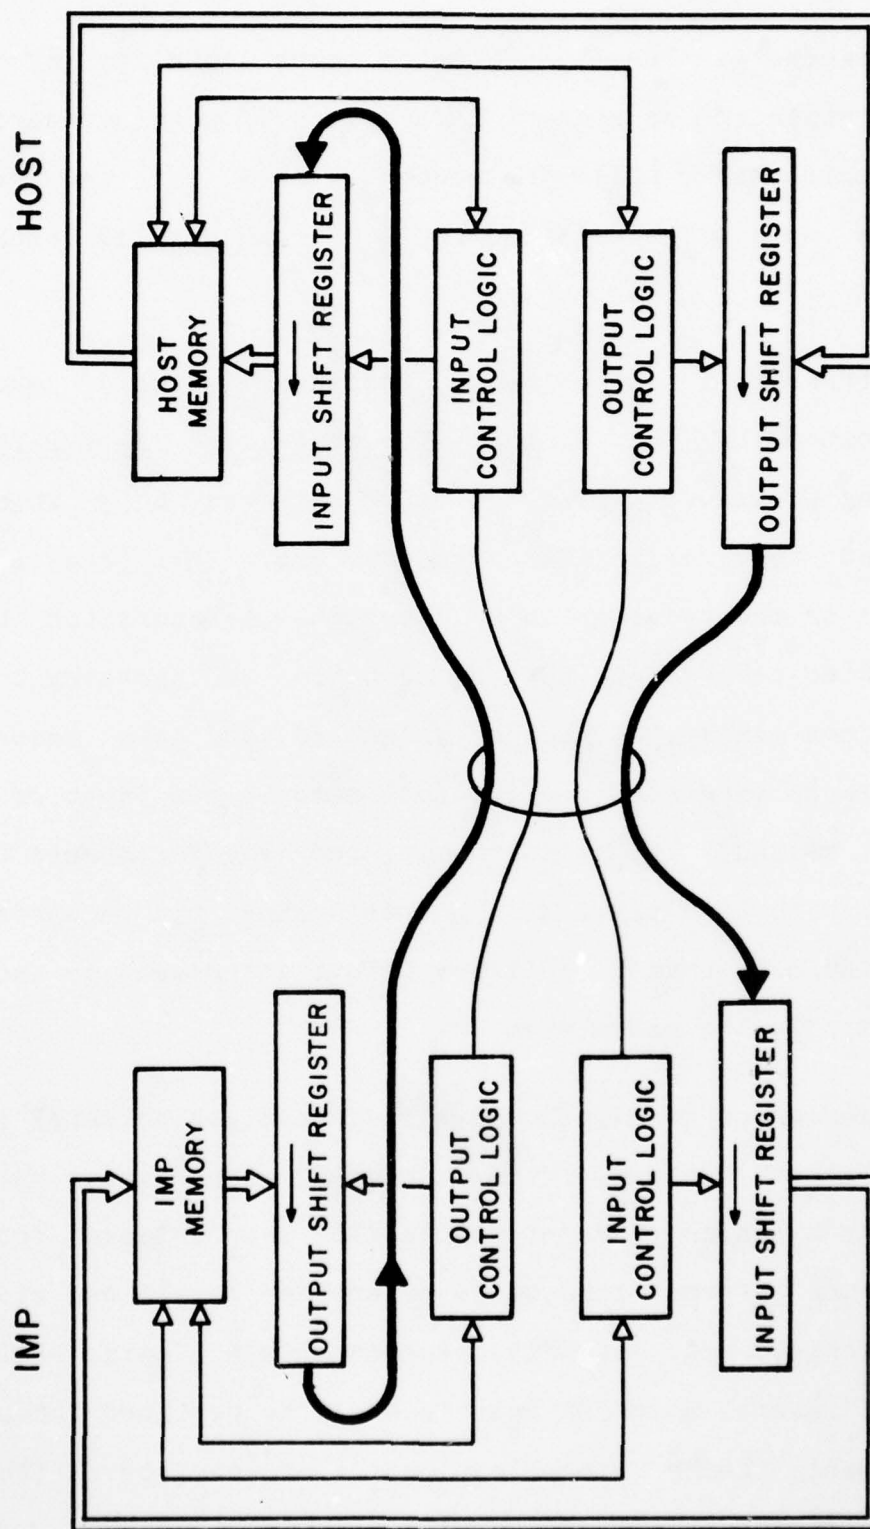 IMP
HOST
IMP
MEMORY
OUTPUT SHIFT REGISTER
OUTPUT
CONTROL LOGIC
INPUT
CONTROL LOGIC
INPUT SHIFT REGISTER
HOST
MEMORY
INPUT SHIFT REGISTER
INPUT
CONTROL LOGIC
OUTPUT
CONTROL LOGIC
OUTPUT SHIFT REGISTER